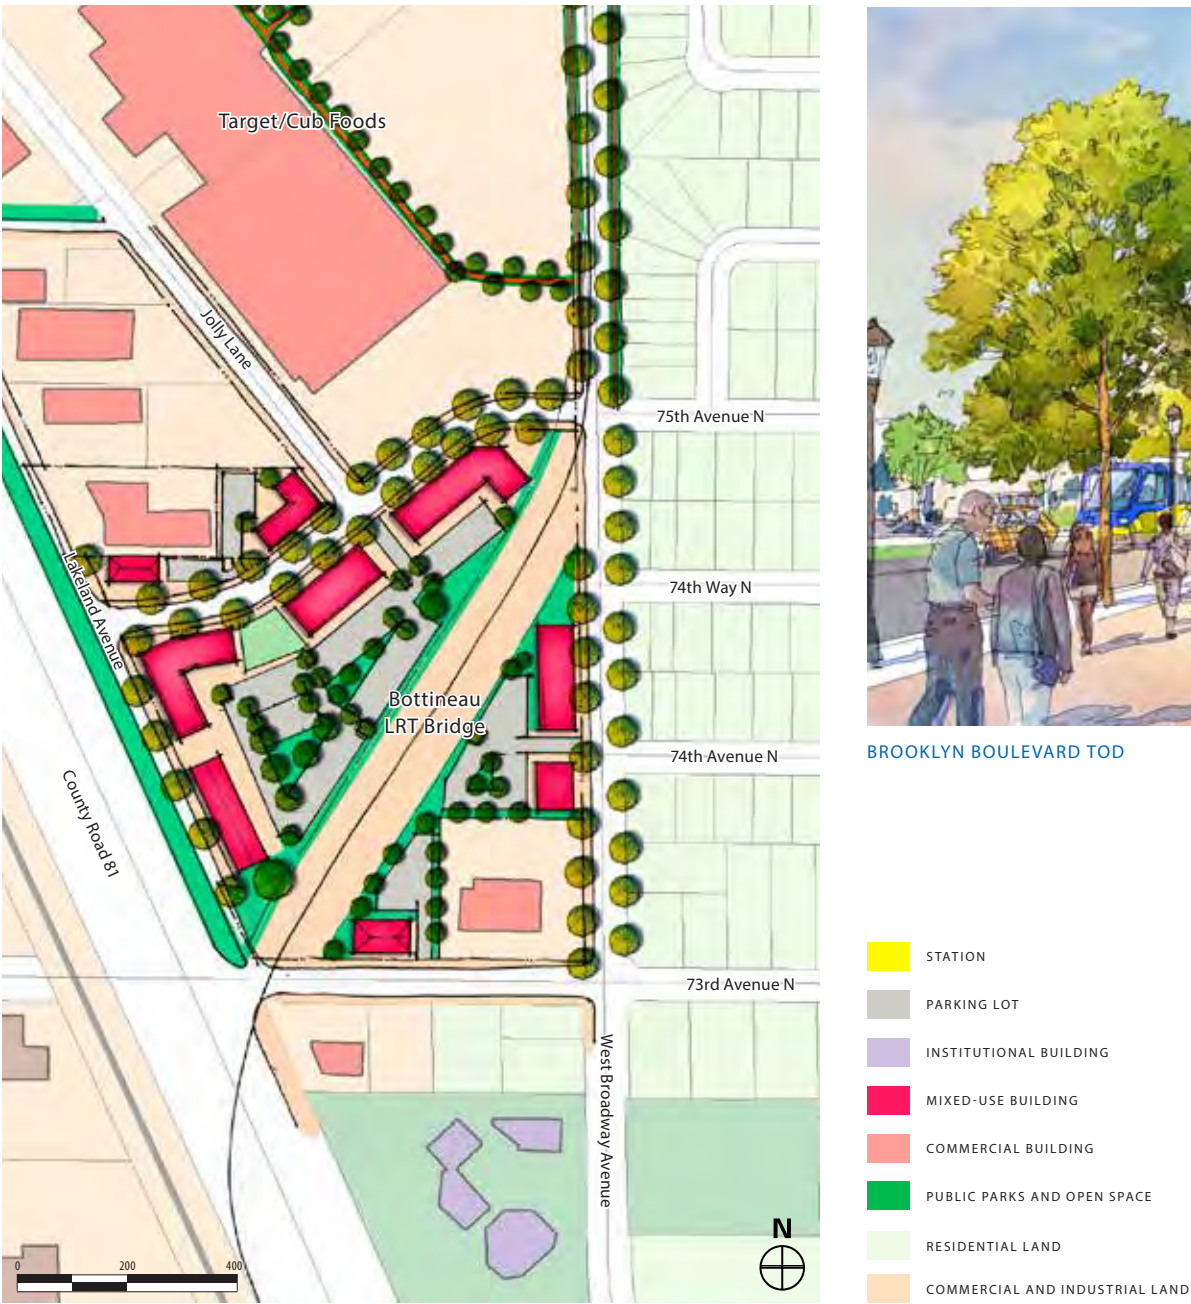 Target/Cub Foods
Jolly Lane
75th Avenue N
Lakeland Avenue
74th Way N
Bottineau
LRT Bridge
74th Avenue N
County Road 81
73rd Avenue N
West Broadway Avenue
N
0 200 400
BROOKLYN BOULEVARD TOD
STATION
PARKING LOT
INSTITUTIONAL BUILDING
MIXED-USE BUILDING
COMMERCIAL BUILDING
PUBLIC PARKS AND OPEN SPACE
RESIDENTIAL LAND
COMMERCIAL AND INDUSTRIAL LAND